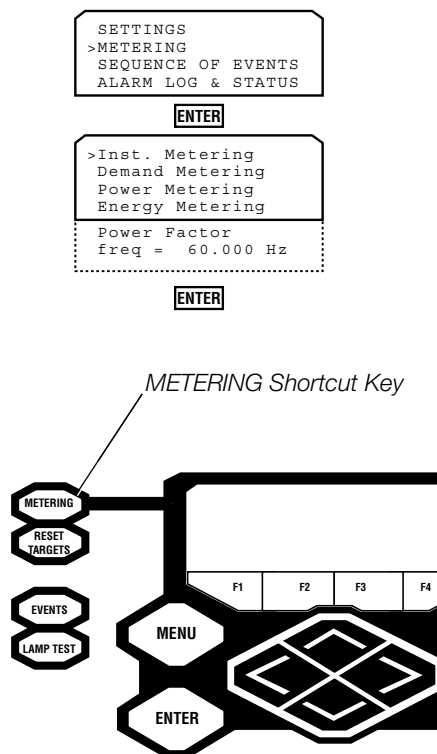 SETTINGS
>METERING
SEQUENCE OF EVENTS
ALARM LOG & STATUS
ENTER
>Inst. Metering
Demand Metering
Power Metering
Energy Metering
Power Factor
freq = 60.000 Hz
ENTER
METERING Shortcut Key
METERING
RESET
TARGETS
F1 F2 F3 F4
EVENTS
MENU
LAMP TEST
ENTER